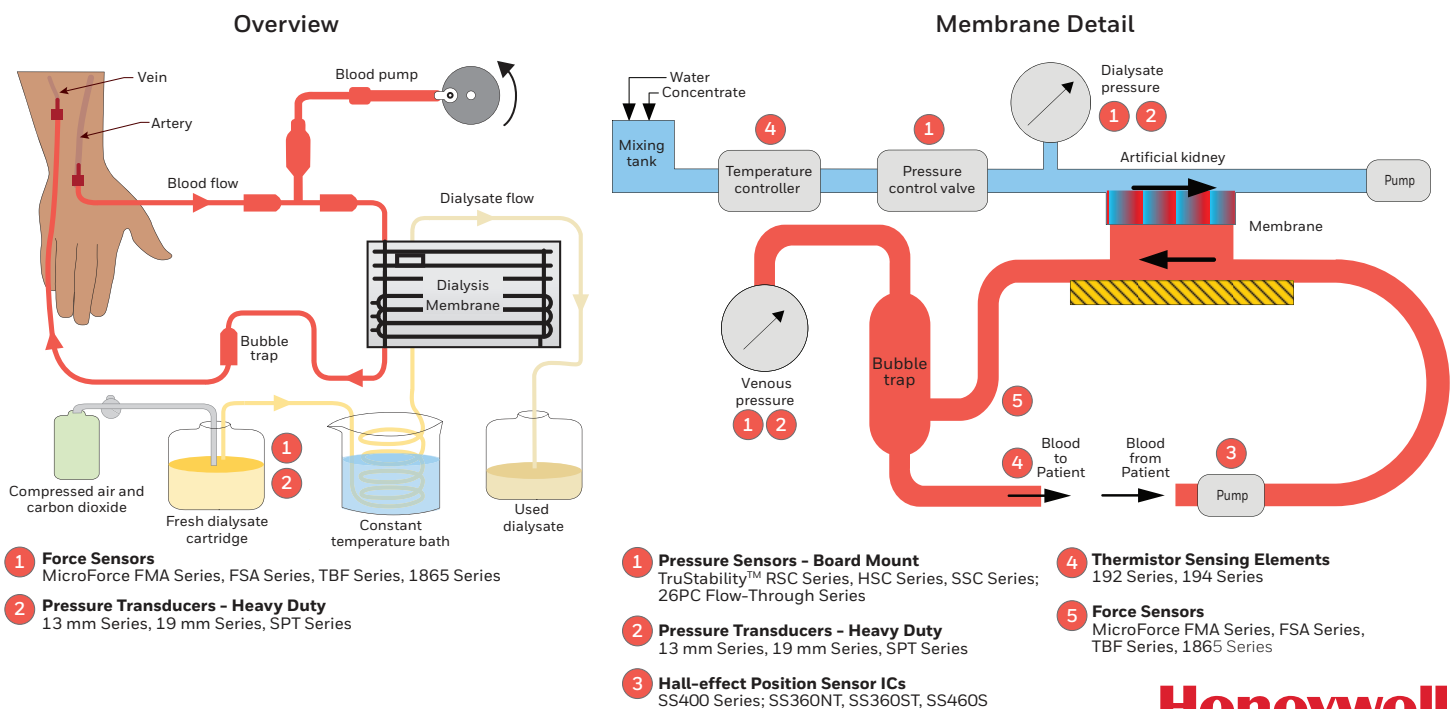 Overview
Vein
Artery
Blood pump
Blood flow
Dialysate flow
Dialysis
Membrane
Bubble
trap
Compressed air and
carbon dioxide
Fresh dialysate
cartridge
1
2
Constant
temperature bath
Used
dialysate
1 Force Sensors
MicroForce FMA Series, FSA Series, TBF Series, 1865 Series
2 Pressure Transducers - Heavy Duty
13 mm Series, 19 mm Series, SPT Series
Membrane Detail
Water
Concentrate
Mixing
tank
4
Temperature
controller
1
Pressure
control valve
Dialysate
pressure
1 2
Artificial kidney
Pump
Membrane
Venous
pressure
1 2
Bubble
trap
5
4
Blood
to
Patient
Blood
from
Patient
3
Pump
1 Pressure Sensors - Board Mount
TruStability™ RSC Series, HSC Series, SSC Series;
26PC Flow-Through Series
2 Pressure Transducers - Heavy Duty
13 mm Series, 19 mm Series, SPT Series
3 Hall-effect Position Sensor ICs
SS400 Series; SS360NT, SS360ST, SS460S
4 Thermistor Sensing Elements
192 Series, 194 Series
5 Force Sensors
MicroForce FMA Series, FSA Series,
TBF Series, 1865 Series
Honeywell